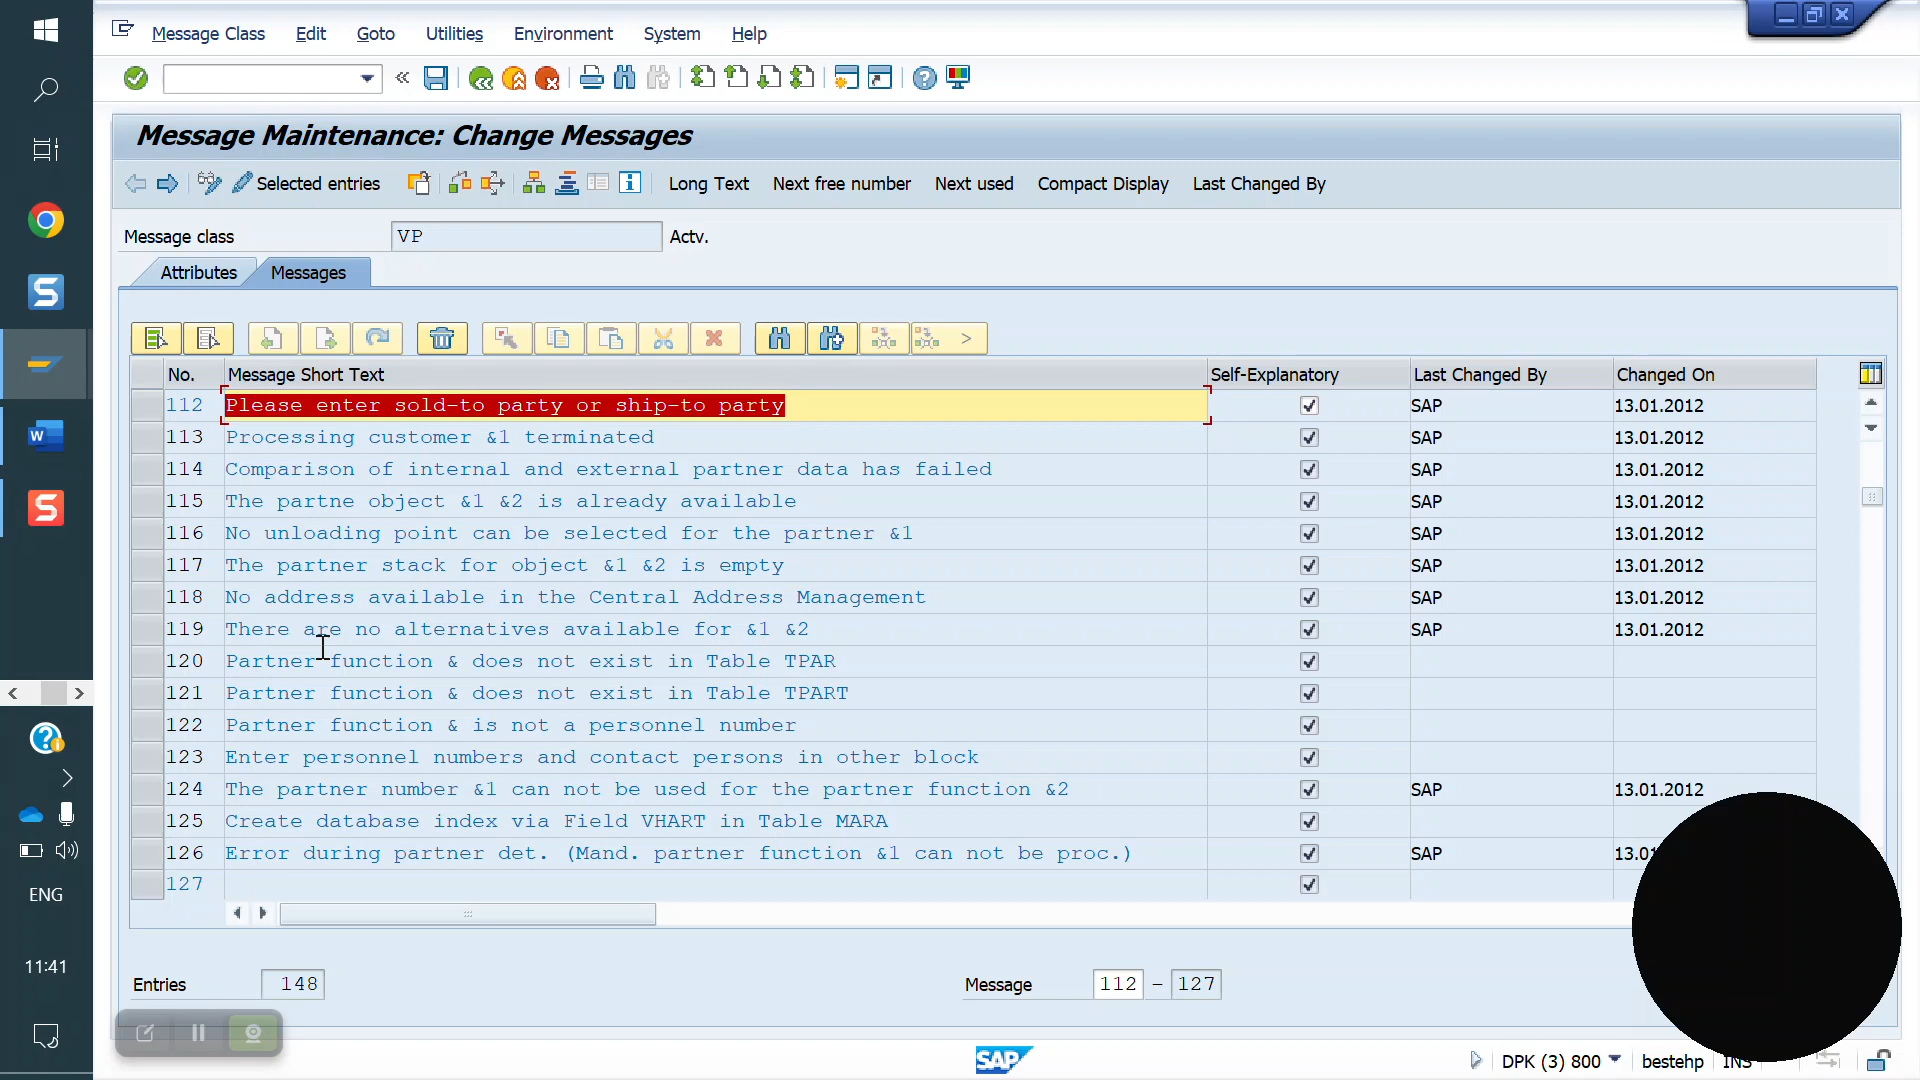 Message Class Edit Goto Utilities Environment System Help
Message Maintenance: Change Messages
Selected entries Long Text Next free number Next used Compact Display Last Changed By
Message class VP Actv.
Attributes Messages
No. Message Short Text Self-Explanatory Last Changed By Changed On
112 Please enter sold-to party or ship-to party SAP 13.01.2012
113 Processing customer &1 terminated SAP 13.01.2012
114 Comparison of internal and external partner data has failed SAP 13.01.2012
115 The partne object &1 &2 is already available SAP 13.01.2012
116 No unloading point can be selected for the partner &1 SAP 13.01.2012
117 The partner stack for object &1 &2 is empty SAP 13.01.2012
118 No address available in the Central Address Management SAP 13.01.2012
119 There are no alternatives available for &1 &2 SAP 13.01.2012
120 Partner function & does not exist in Table TPAR
121 Partner function & does not exist in Table TPART
122 Partner function & is not a personnel number
123 Enter personnel numbers and contact persons in other block
124 The partner number &1 can not be used for the partner function &2 SAP 13.01.2012
125 Create database index via Field VHART in Table MARA
126 Error during partner det. (Mand. partner function &1 can not be proc.) SAP
127
Entries 148 Message 112 - 127
SAP DPK (3) 800 bestehp
ENG
11:41